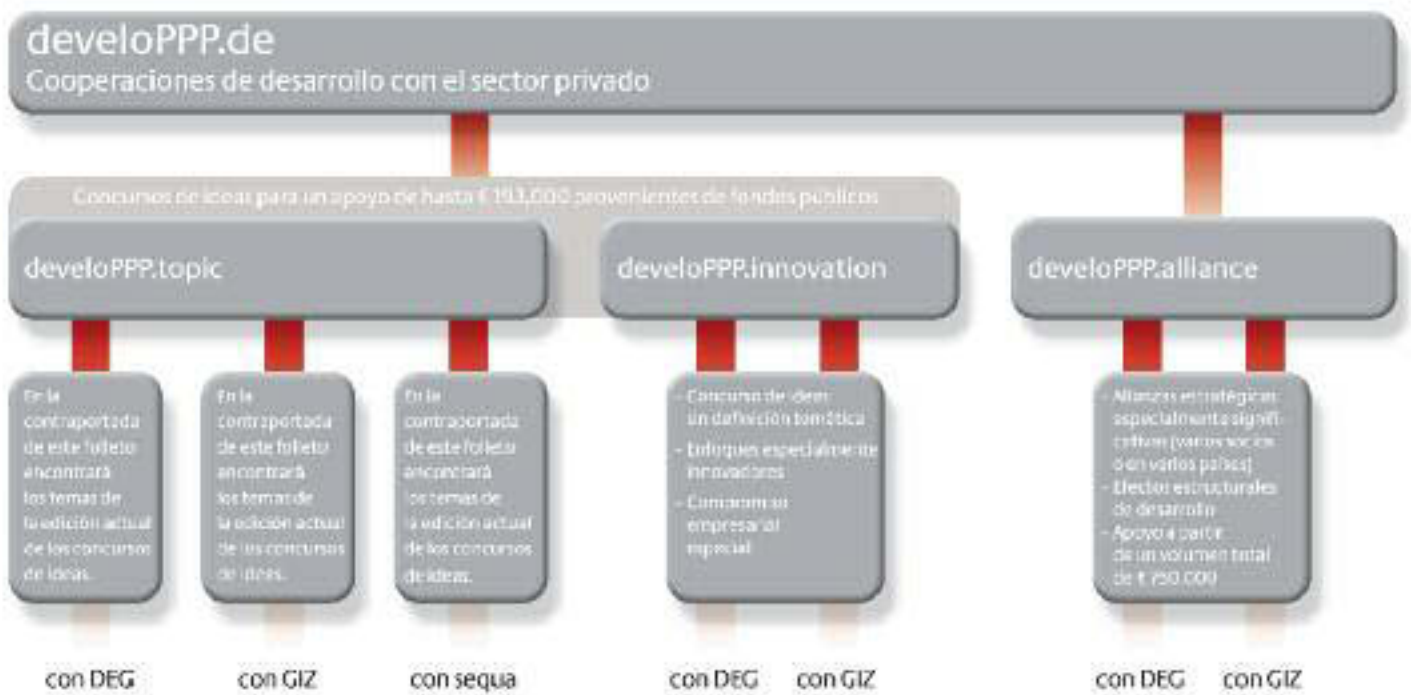 develoPPP.de
Cooperaciones de desarrollo con el sector privado
Concursos de ideas para un apoyo de hasta € 193,000 provenientes de fondos públicos
develoPPP.topic
develoPPP.innovation
develoPPP.alliance
En la
contraportada
de este folleto
encontrará
los temas de
la edición actual
de los concursos
de ideas.
En la
contraportada
de este folleto
encontrará
los temas de
la edición actual
de los concursos
de ideas.
En la
contraportada
de este folleto
encontrará
los temas de
la edición actual
de los concursos
de ideas.
- Concurso de ideas
sin definición temática
- Enfoques especialmente
innovadores
- Compromiso
empresarial
especial
- Alianzas estratégicas
especialmente signifi-
cativas (varios socios
o en varios países)
- Efectos estructurales
de desarrollo
- Apoyo a partir
de un volumen total
de € 750.000
con DEG
con GIZ
con sequa
con DEG
con GIZ
con DEG
con GIZ